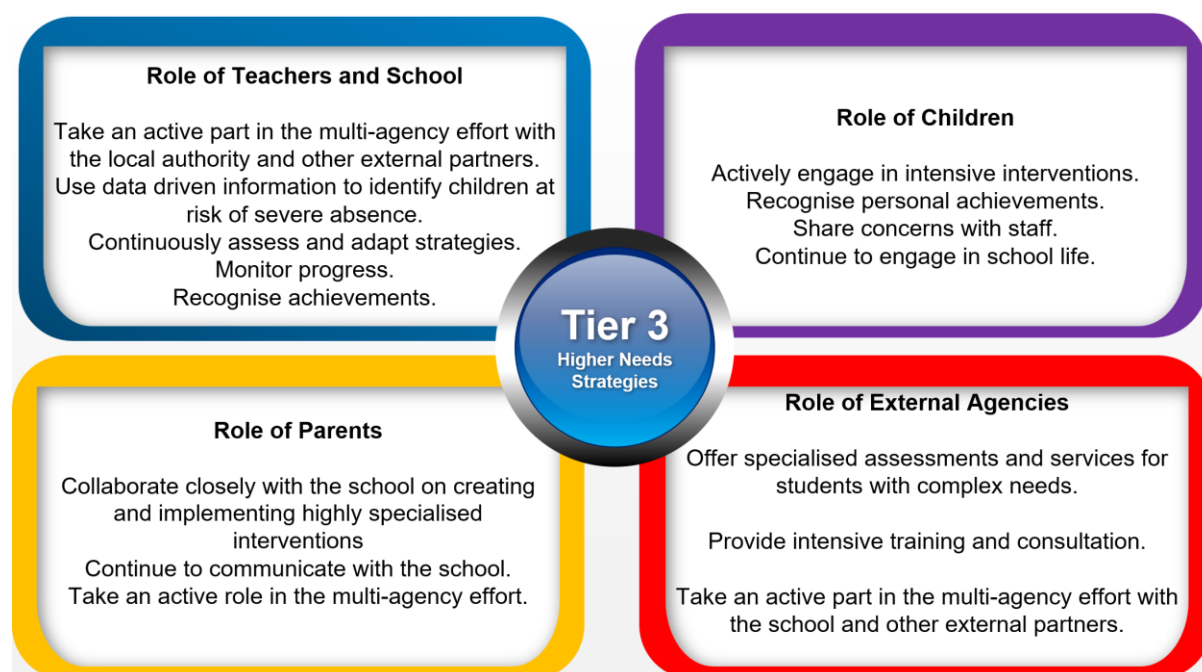 Role of Teachers and School
Take an active part in the multi-agency effort with
the local authority and other external partners.
Use data driven information to identify children at
risk of severe absence.
Continuously assess and adapt strategies.
Monitor progress.
Recognise achievements.
Role of Children
Actively engage in intensive interventions.
Recognise personal achievements.
Share concerns with staff.
Continue to engage in school life.
Tier 3
Higher Needs
Strategies
Role of Parents
Collaborate closely with the school on creating
and implementing highly specialised
interventions
Continue to communicate with the school.
Take an active role in the multi-agency effort.
Role of External Agencies
Offer specialised assessments and services for
students with complex needs.
Provide intensive training and consultation.
Take an active part in the multi-agency effort with
the school and other external partners.